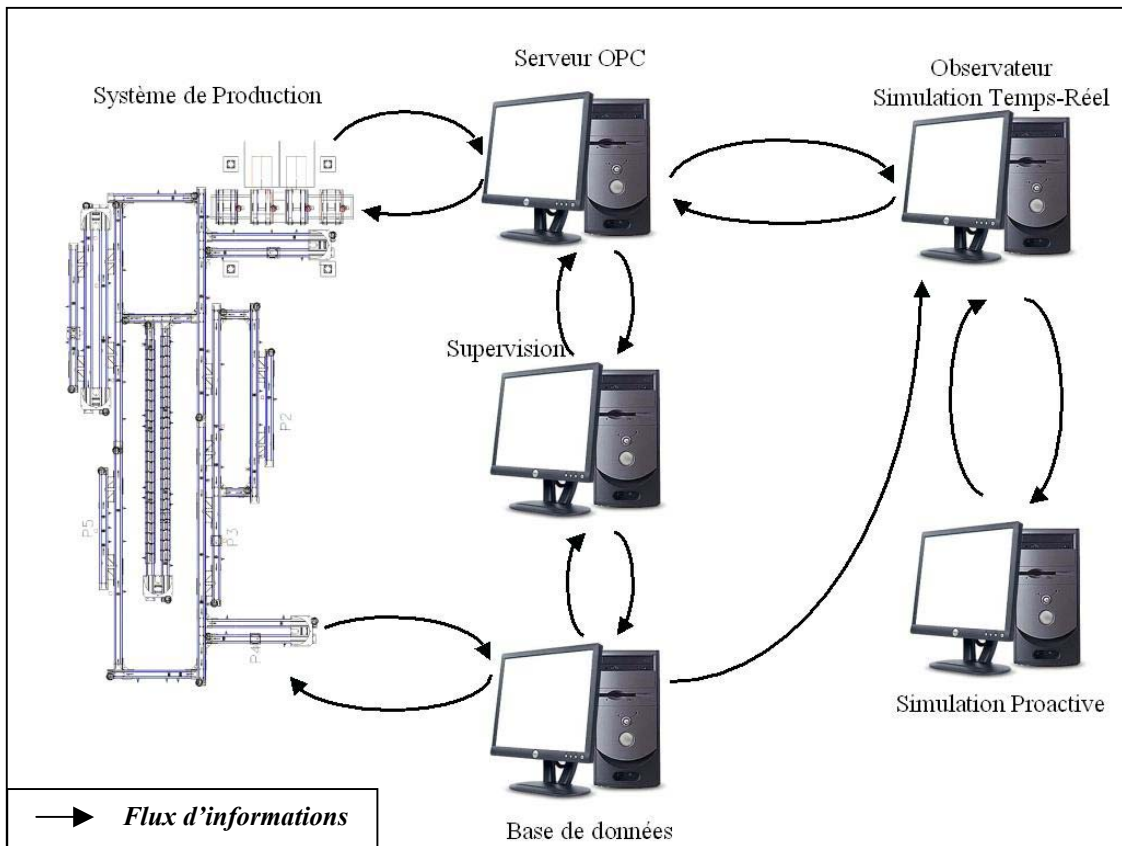 Serveur OPC
Observateur
Simulation Temps-Réel
Système de Production
Supervision
P2
P5
P3
P4
Simulation Proactive
Flux d'informations
Base de données